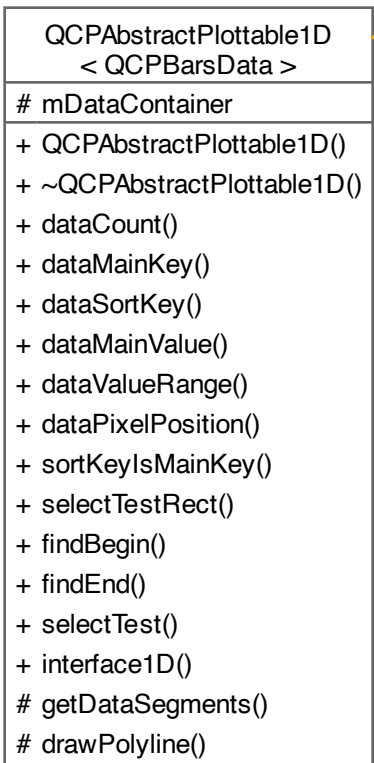 QCPAbstractPlottable1D
< QCPBarsData >
# mDataContainer
+ QCPAbstractPlottable1D()
+ ~QCPAbstractPlottable1D()
+ dataCount()
+ dataMainKey()
+ dataSortKey()
+ dataMainValue()
+ dataValueRange()
+ dataPixelPosition()
+ sortKeyIsMainKey()
+ selectTestRect()
+ findBegin()
+ findEnd()
+ selectTest()
+ interface1D()
# getDataSegments()
# drawPolyline()